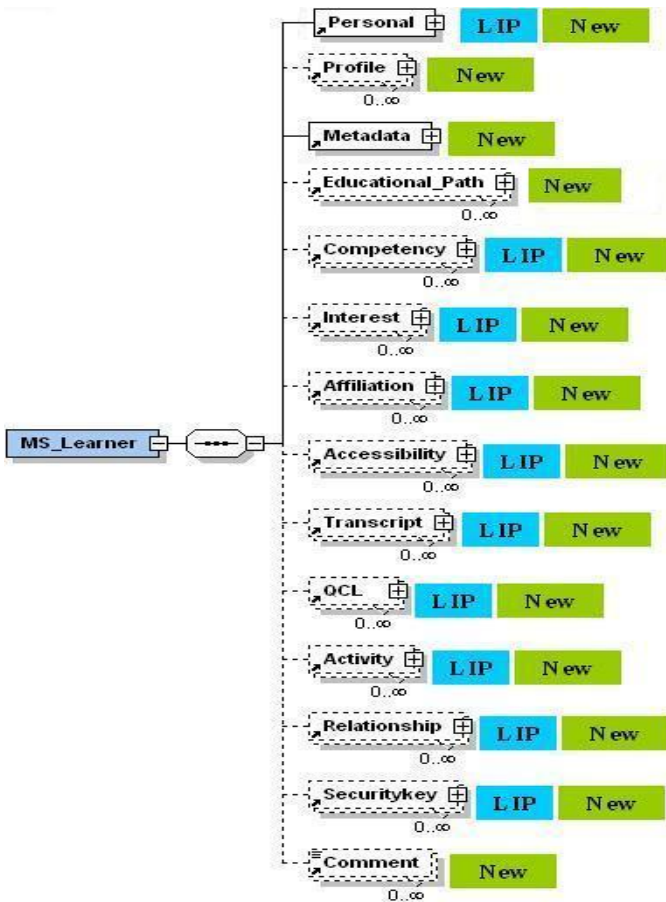 Personal LIP New
Profile New
0..∞
Metadata New
Educational_Path New
0..∞
Competency LIP New
0..∞
Interest LIP New
0..∞
Affiliation LIP New
0..∞
MS_Learner
Accessibility LIP New
0..∞
Transcript LIP New
0..∞
QCL LIP New
0..∞
Activity LIP New
0..∞
Relationship LIP New
0..∞
Securitykey LIP New
0..∞
Comment New
0..∞